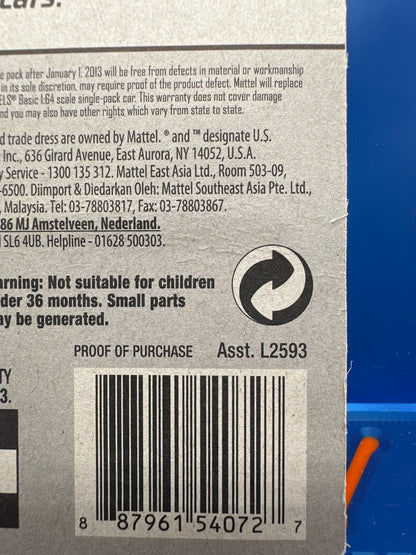 cars.
e pack after January 1, 2013 will be free from defects in material or workmanship
in its sole discretion, may require proof of the product defect. Mattel will replace
ELS® Basic 1:64 scale single-pack car. This warranty does not cover damage
and you may also have other rights which vary from state to state.
d trade dress are owned by Mattel. ® and ™ designate U.S.
Inc., 636 Girard Avenue, East Aurora, NY 14052, U.S.A.
y Service - 1300 135 312. Mattel East Asia Ltd., Room 503-09,
-6500. Diimport & Diedarkan Oleh: Mattel Southeast Asia Pte. Ltd.,
, Malaysia. Tel: 03-78803817, Fax: 03-78803867.
86 MJ Amstelveen, Nederland.
SL6 4UB. Helpline - 01628 500303.
arning: Not suitable for children
der 36 months. Small parts
ay be generated.
PROOF OF PURCHASE Asst. L2593
TY
3.
8 87961 54072 7